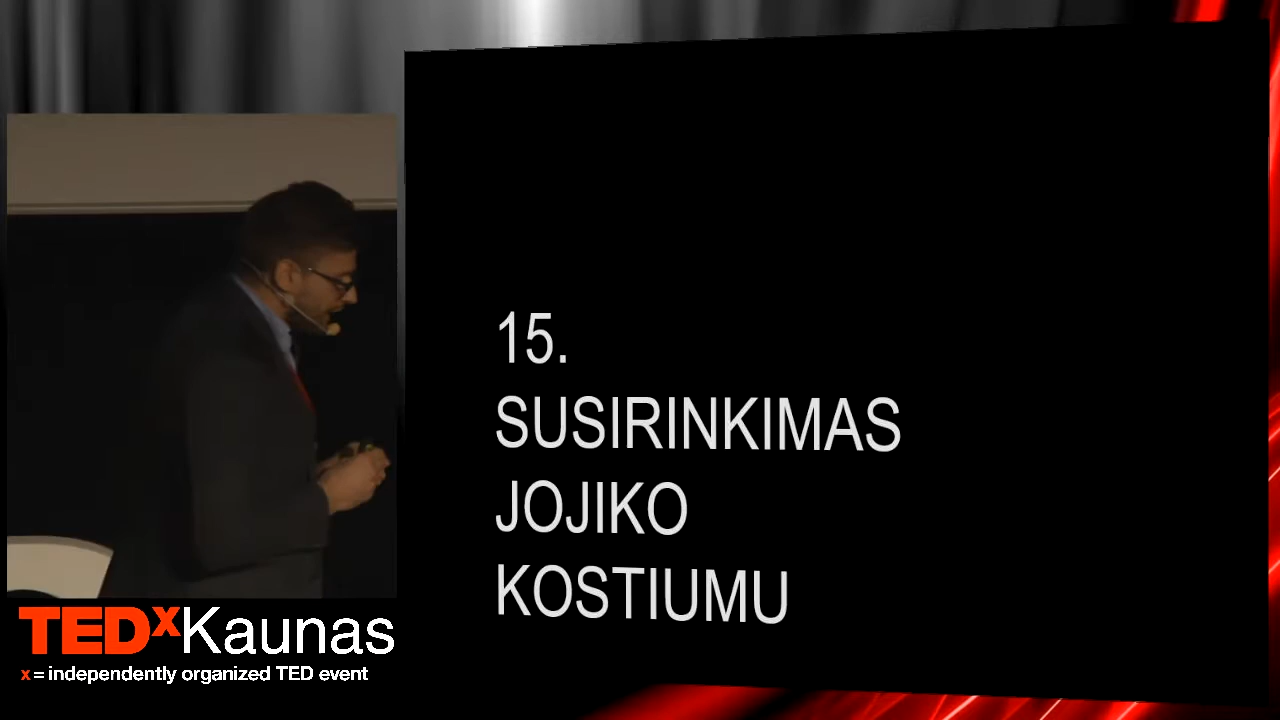 15.
SUSIRINKIMAS
JOJIKO
KOSTIUMU
TEDxKaunas
x = independently organized TED event